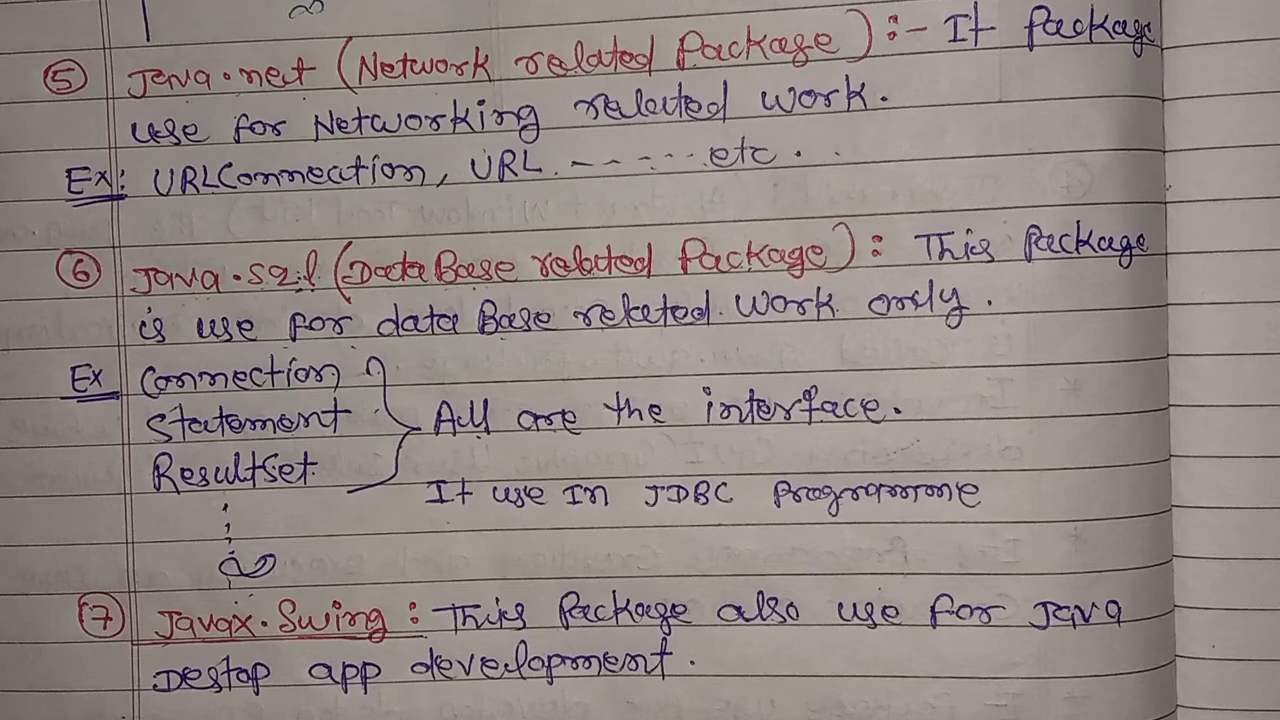 ⑤ Java.net (Network related Package) :- It Package
use for Networking related work.
Ex: URLConnection, URL ------ etc.
⑥ Java.sql (DataBase related Package) : This Package
is use for data Base related work only.
Ex Connection
Statement
All are the interface.
ResultSet.
It use In JDBC Programme
⑦ Javax.Swing : This Package also use for Java
Destop app development.